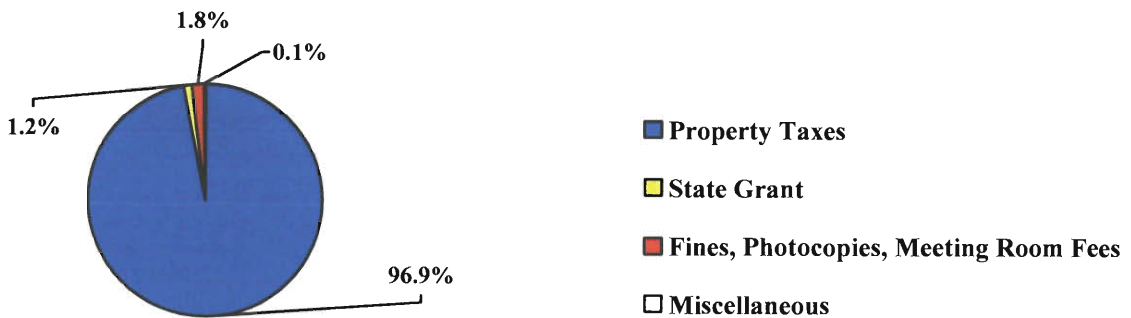 1.8%
0.1%
1.2%
96.9%
Property Taxes
State Grant
Fines, Photocopies, Meeting Room Fees
Miscellaneous